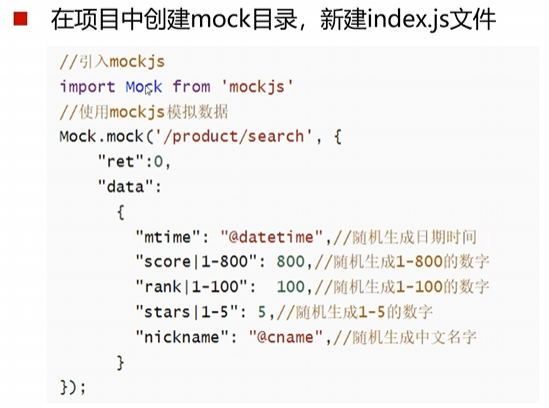 在项目中创建mock目录，新建index.js文件
//引入mockjs
import Mock from 'mockjs'
//使用mockjs模拟数据
Mock.mock('/product/search', {
    "ret":0,
    "data":
      {
        "mtime": "@datetime",//随机生成日期时间
        "score|1-800": 800,//随机生成1-800的数字
        "rank|1-100":  100,//随机生成1-100的数字
        "stars|1-5": 5,//随机生成1-5的数字
        "nickname": "@cname",//随机生成中文名字
      }
});